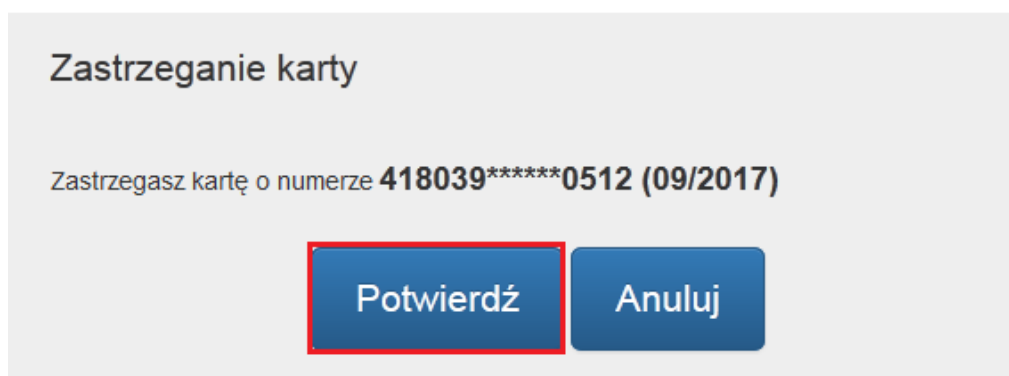 Zastrzeganie karty
Zastrzegasz kartę o numerze 418039******0512 (09/2017)
Potwierdź Anuluj